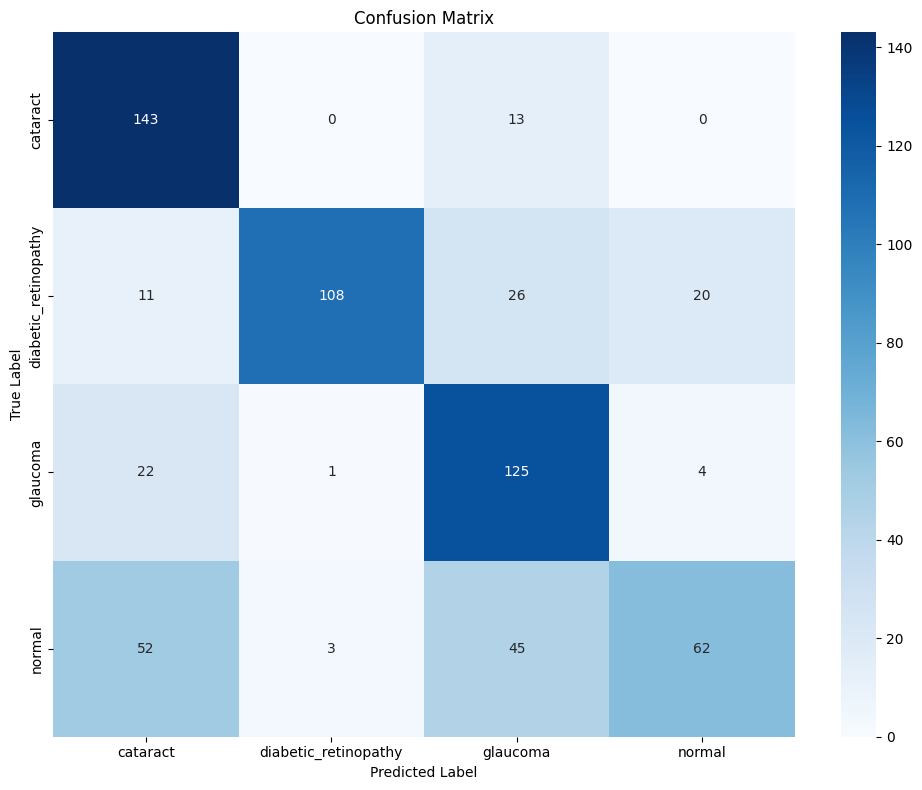 Confusion Matrix
cataract
143
0
13
0
diabetic_retinopathy
11
108
26
20
glaucoma
22
1
125
4
normal
52
3
45
62
True Label
cataract
diabetic_retinopathy
glaucoma
normal
Predicted Label
140
120
100
80
60
40
20
0